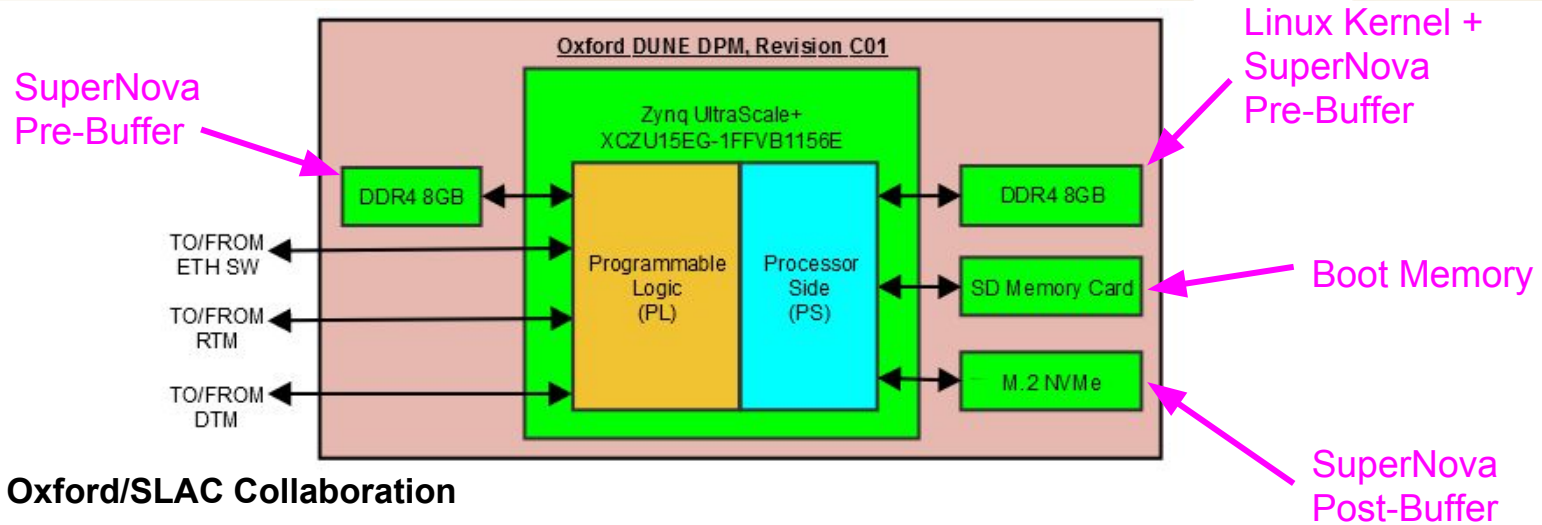 Oxford DUNE DPM, Revision C01
SuperNova
Pre-Buffer
Linux Kernel +
SuperNova
Pre-Buffer
Zynq UltraScale+
XCZU15EG-1FFVB1156E
DDR4 8GB
DDR4 8GB
TO/FROM
ETH SW
Programmable
Logic
(PL)
Processor
Side
(PS)
SD Memory Card
Boot Memory
TO/FROM
RTM
M.2 NVMe
TO/FROM
DTM
SuperNova
Post-Buffer
Oxford/SLAC Collaboration